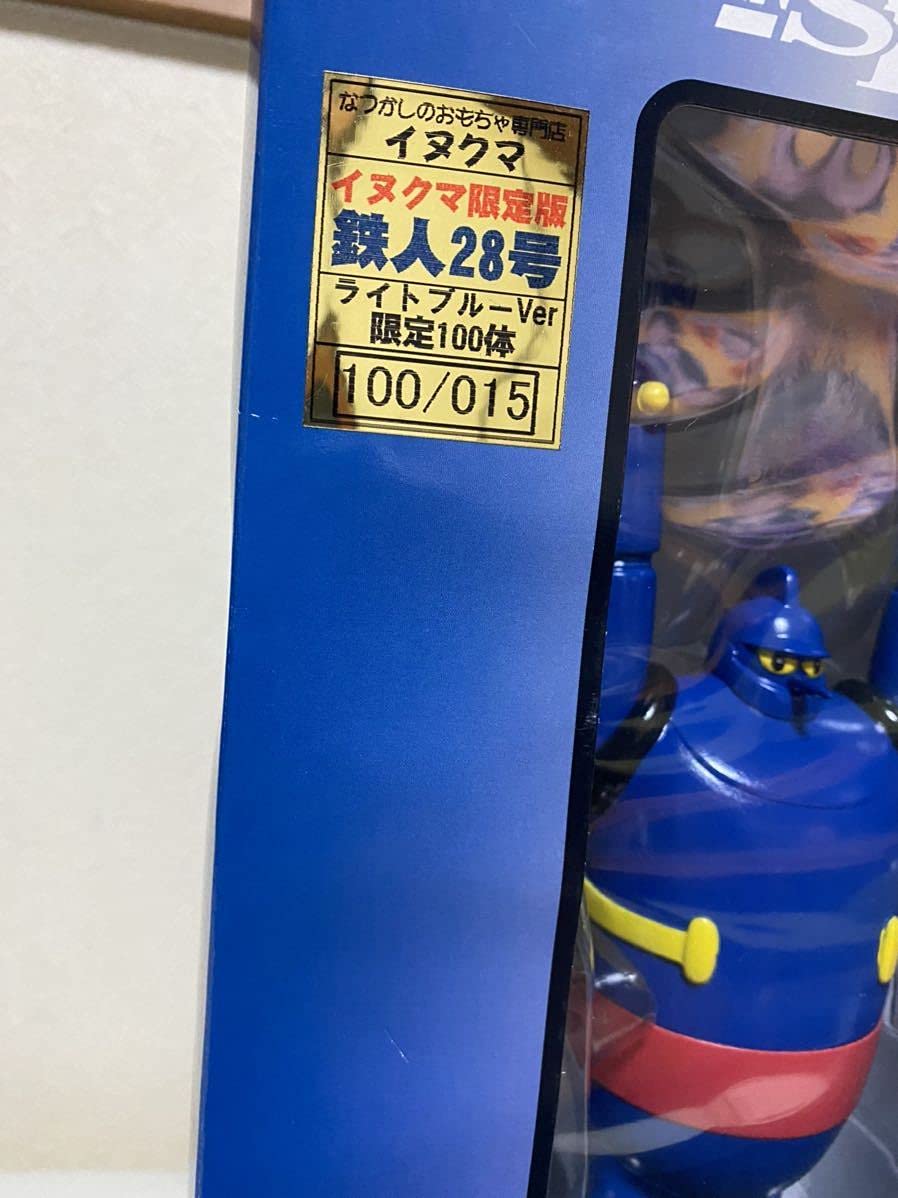 なつかしのおもちゃ専門店
イヌクマ
イヌクマ限定版
鉄人28号
ライトブルーVer
限定100体
100/015